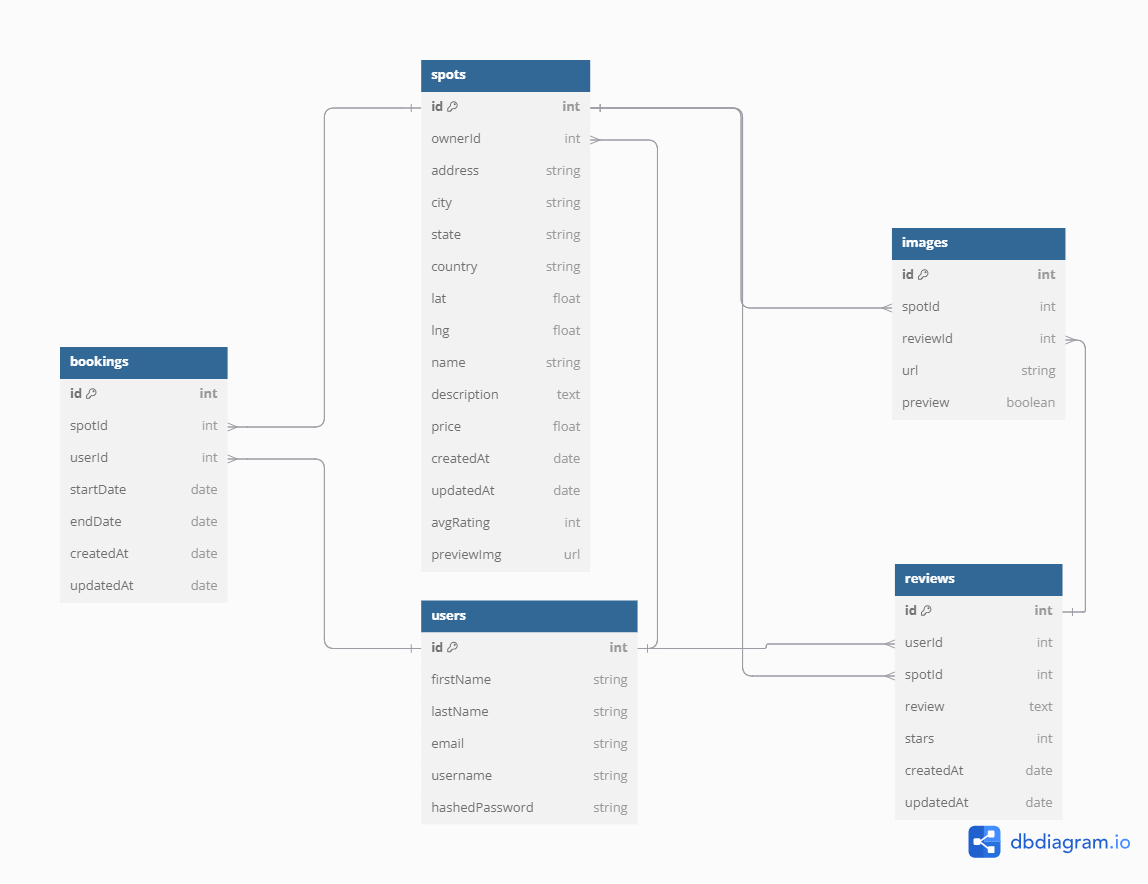 spots
id int
ownerId int
address string
city string
state string
country string
lat float
lng float
name string
description text
price float
createdAt date
updatedAt date
avgRating int
previewImg url
images
id int
spotId int
reviewId int
url string
preview boolean
bookings
id int
spotId int
userId int
startDate date
endDate date
createdAt date
updatedAt date
users
id int
firstName string
lastName string
email string
username string
hashedPassword string
reviews
id int
userId int
spotId int
review text
stars int
createdAt date
updatedAt date
dbdiagram.io